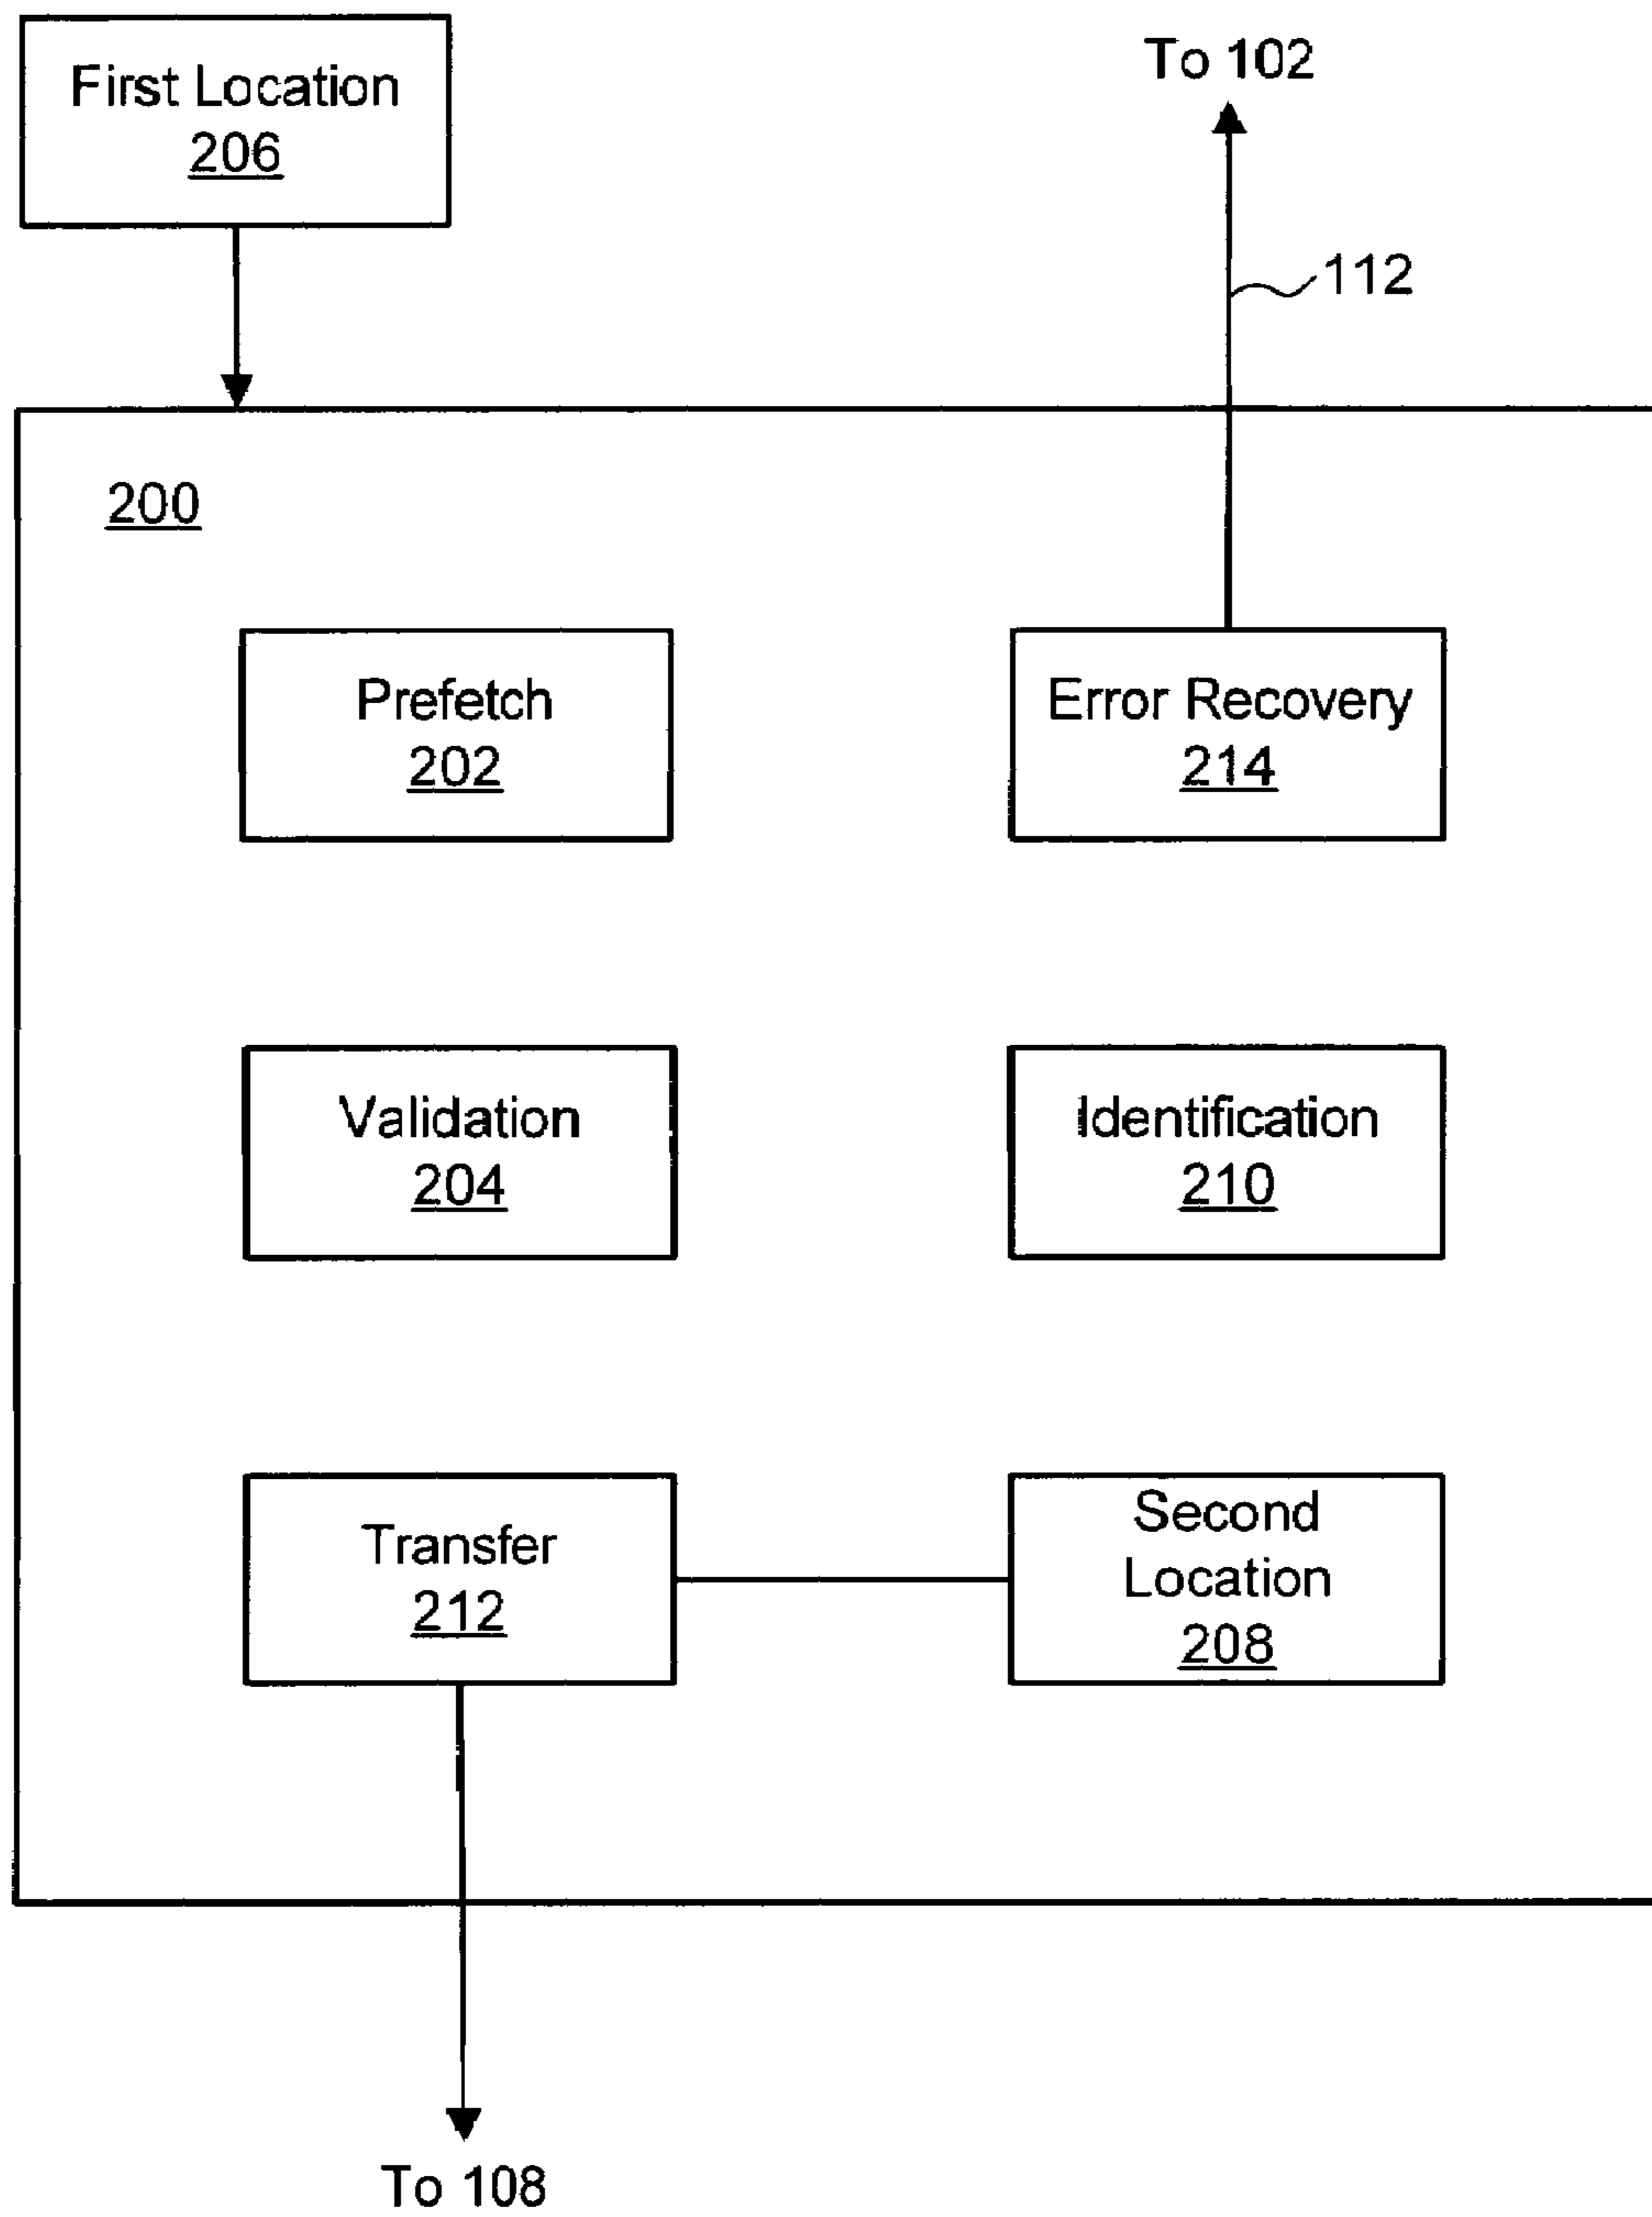 First Location
206
To 102
112
200
Prefetch
202
Error Recovery
214
Validation
204
Identification
210
Transfer
212
Second
Location
208
To 108